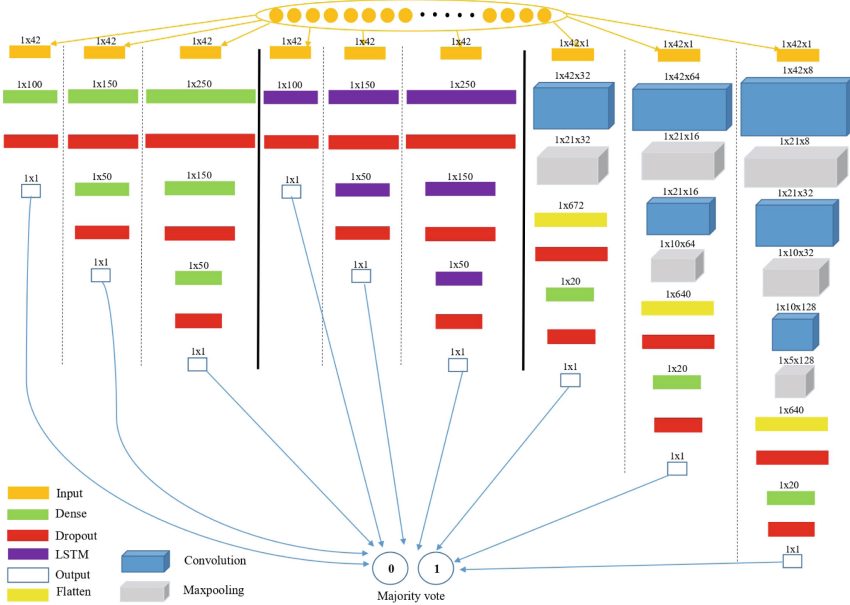 1x42 1x42 1x42 1x42 1x42 1x42 1x42x1 1x42x1 1x42x1
1x42x32 1x42x64 1x42x8
1x100 1x150 1x250 1x100 1x150 1x250
1x21x32 1x21x16 1x21x8
1x1 1x50 1x150 1x1 1x50 1x150
1x672 1x21x16 1x21x32
1x10x64 1x10x32
1x1 1x50 1x1 1x50
1x20 1x640 1x10x128
1x1 1x1 1x1 1x20 1x5x128
1x640
1x1 1x20
1x1
Input
Dense
Dropout
LSTM
Output
Flatten
Convolution
Maxpooling
0 1
Majority vote